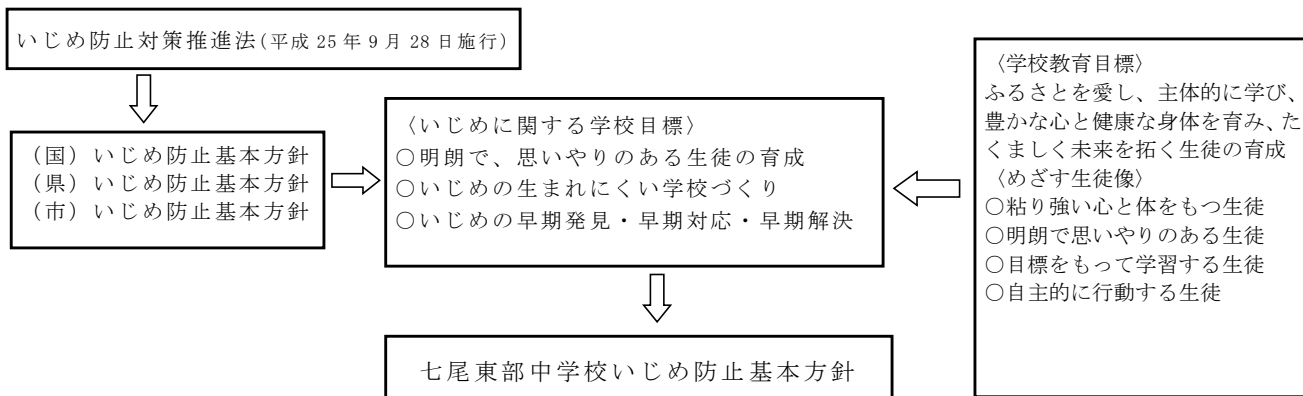 いじめ防止対策推進法(平成25年9月28日施行)
（国）いじめ防止基本方針
（県）いじめ防止基本方針
（市）いじめ防止基本方針
〈いじめに関する学校目標〉
○明朗で、思いやりのある生徒の育成
○いじめの生まれにくい学校づくり
○いじめの早期発見・早期対応・早期解決
〈学校教育目標〉
ふるさとを愛し、主体的に学び、
豊かな心と健康な身体を育み、た
くましく未来を拓く生徒の育成
〈めざす生徒像〉
○粘り強い心と体をもつ生徒
○明朗で思いやりのある生徒
○目標をもって学習する生徒
○自主的に行動する生徒
七尾東部中学校いじめ防止基本方針